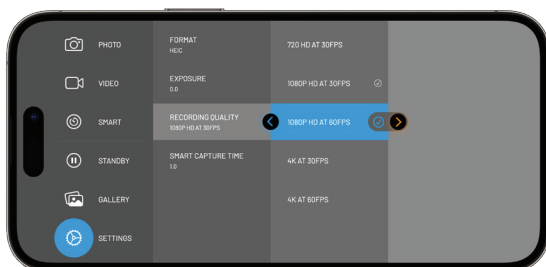 PHOTO
VIDEO
SMART
STANDBY
GALLERY
SETTINGS
FORMAT
HEIC
EXPOSURE
0.0
RECORDING QUALITY
1080P HD AT 30FPS
SMART CAPTURE TIME
1.0
720 HD AT 30FPS
1080P HD AT 30FPS
1080P HD AT 60FPS
4K AT 30FPS
4K AT 60FPS